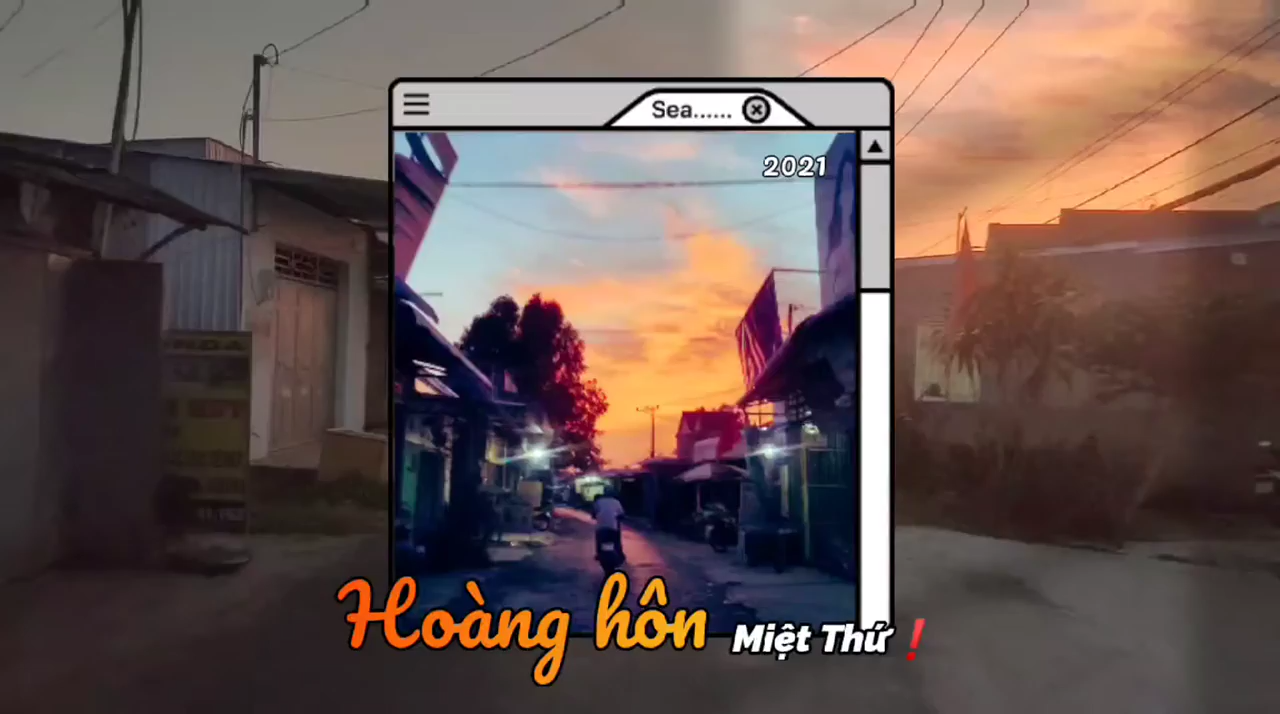 Sea......
2021
Hoàng hôn
Miệt Thứ❗